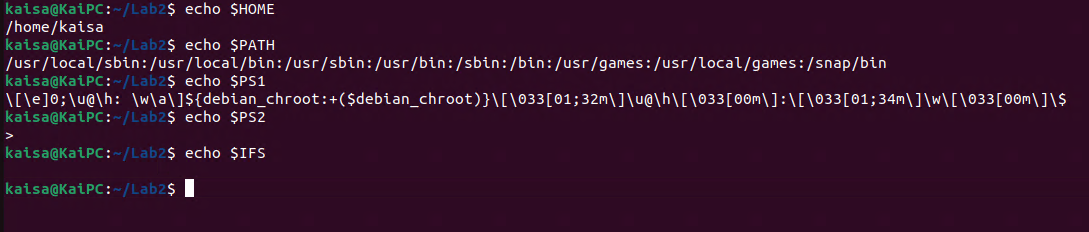 kaisa@KaiPC:~/Lab2$ echo $HOME
/home/kaisa
kaisa@KaiPC:~/Lab2$ echo $PATH
/usr/local/sbin:/usr/local/bin:/usr/sbin:/usr/bin:/sbin:/bin:/usr/games:/usr/local/games:/snap/bin
kaisa@KaiPC:~/Lab2$ echo $PS1
\[\e]0;\u@\h: \w\a\]${debian_chroot:+($debian_chroot)}\[\033[01;32m\]\u@\h\[\033[00m\]:\[\033[01;34m\]\w\[\033[00m\]\$
kaisa@KaiPC:~/Lab2$ echo $PS2
>
kaisa@KaiPC:~/Lab2$ echo $IFS
kaisa@KaiPC:~/Lab2$